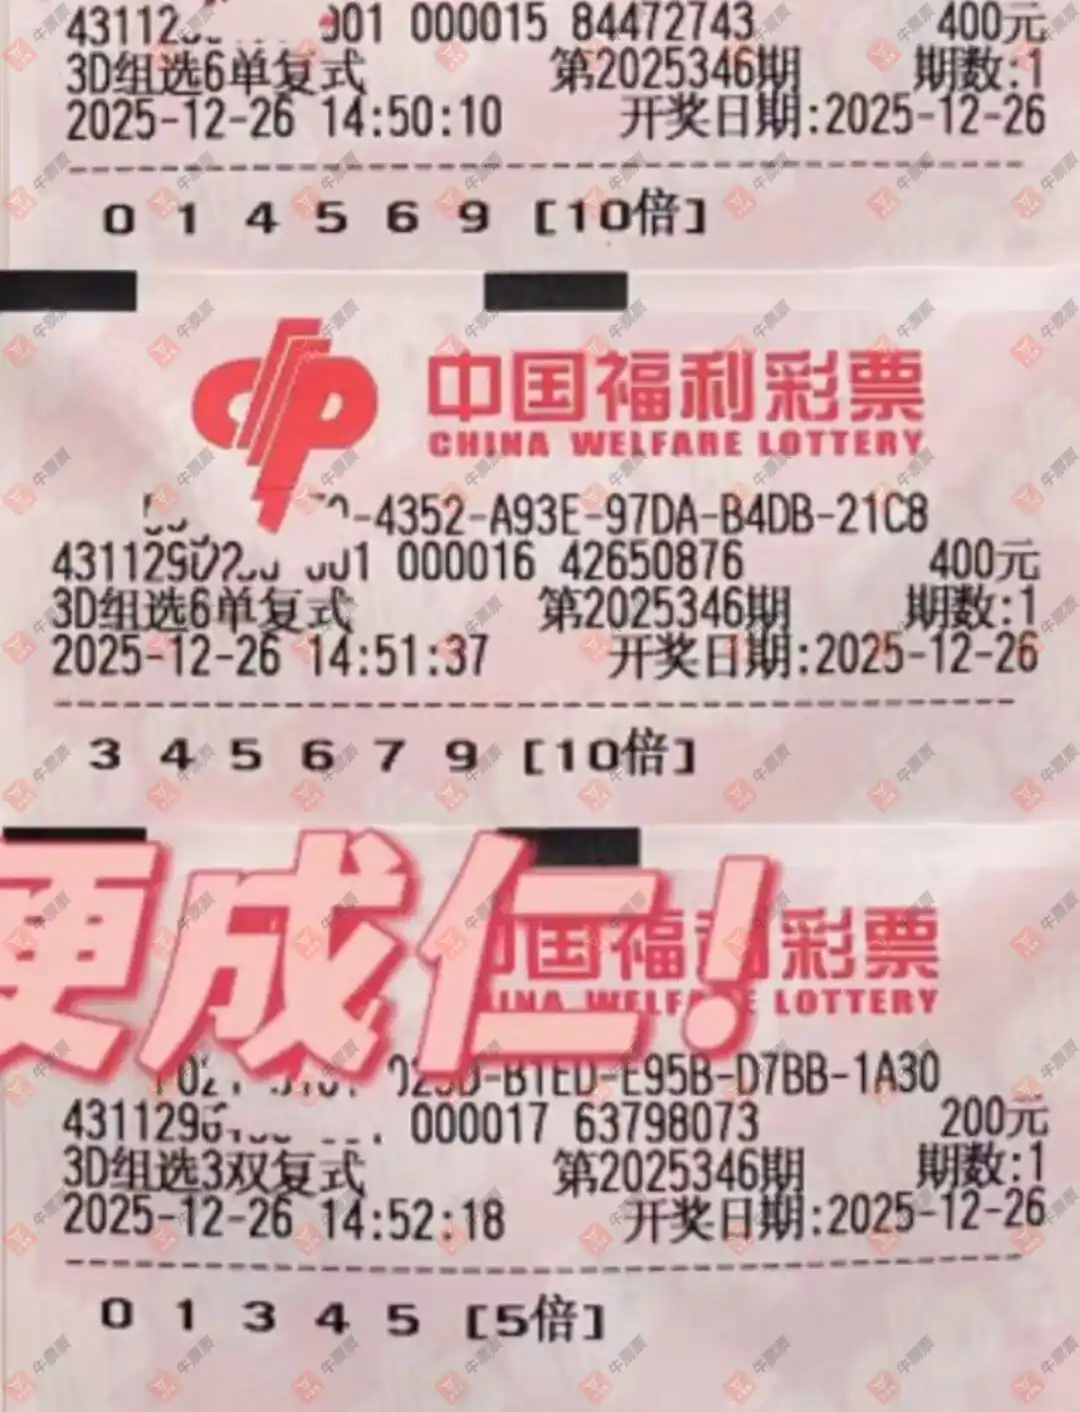 000015 84472743 400元
3D组选6单复式 第2025346期 期数:1
2025-12-26 14:50:10 开奖日期:2025-12-26
0 1 4 5 6 9 [10倍]
中国福利彩票
CHINA WELFARE LOTTERY
-4352-A93E-97DA-B4DB-21C8
000016 42650876 400元
3D组选6单复式 第2025346期 期数:1
2025-12-26 14:51:37 开奖日期:2025-12-26
3 4 5 6 7 9 [10倍]
便成仁!
国福利彩票
LOTTERY
-B1ED-E95B-D7BB-1A30
000017 63798073 200元
3D组选3双复式 第2025346期 期数:1
2025-12-26 14:52:18 开奖日期:2025-12-26
0 1 3 4 5 [5倍]
牛票票